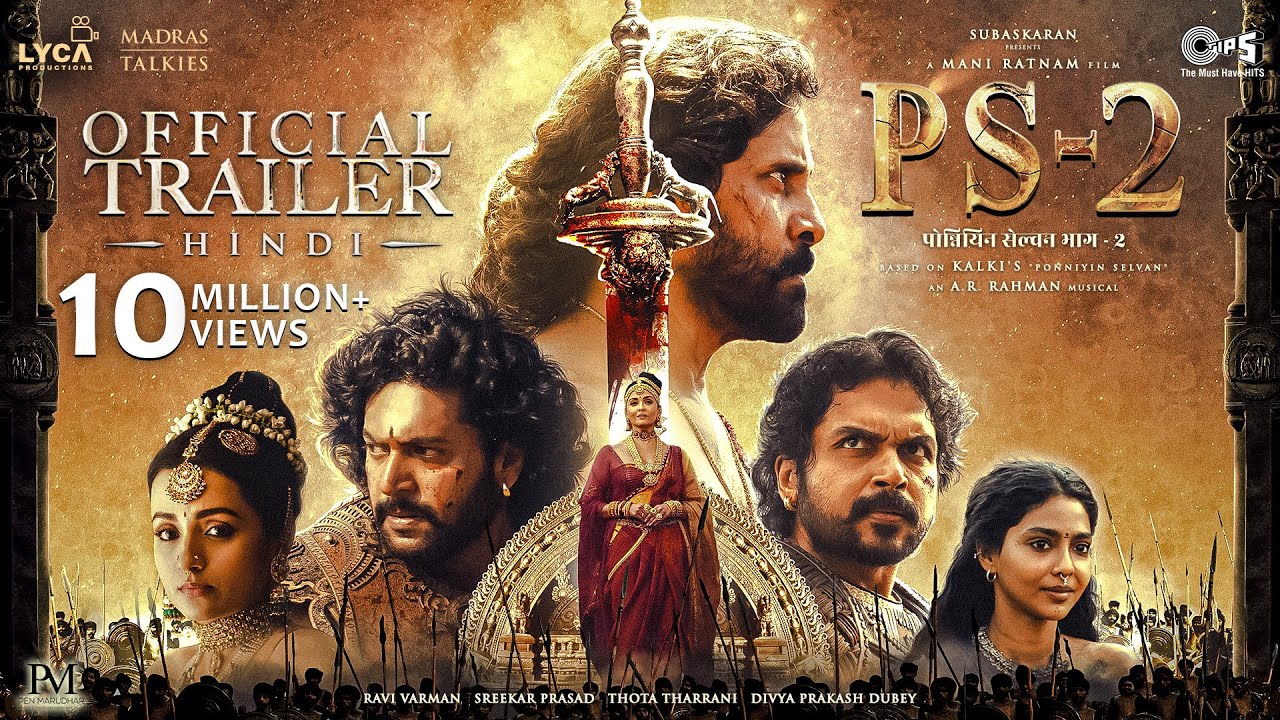 LYCA
PRODUCTIONS
MADRAS
TALKIES
OFFICIAL
TRAILER
HINDI
10 MILLION+
VIEWS
SUBASKARAN
PRESENTS
A MANI RATNAM FILM
TIPS
The Must Have HITS
PS-2
पोन्नियिन सेल्वन भाग - 2
BASED ON KALKI'S "PONNIYIN SELVAN"
AN A.R. RAHMAN MUSICAL
PM
PEN MARUDHAR
RAVI VARMAN SREEKAR PRASAD THOTA THARRANI DIVYA PRAKASH DUBEY